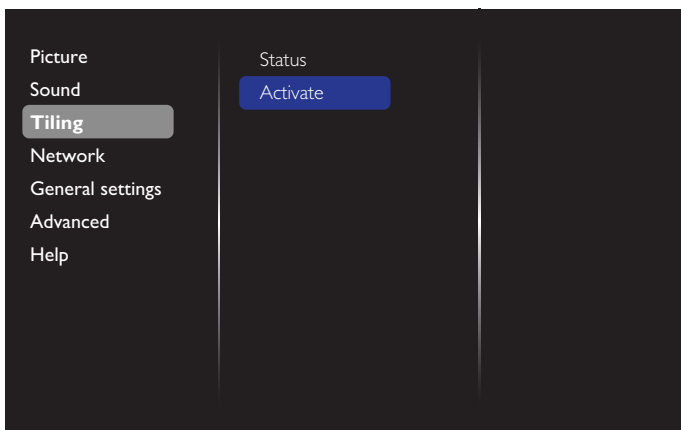 Picture
Sound
Tiling
Network
General settings
Advanced
Help
Status
Activate